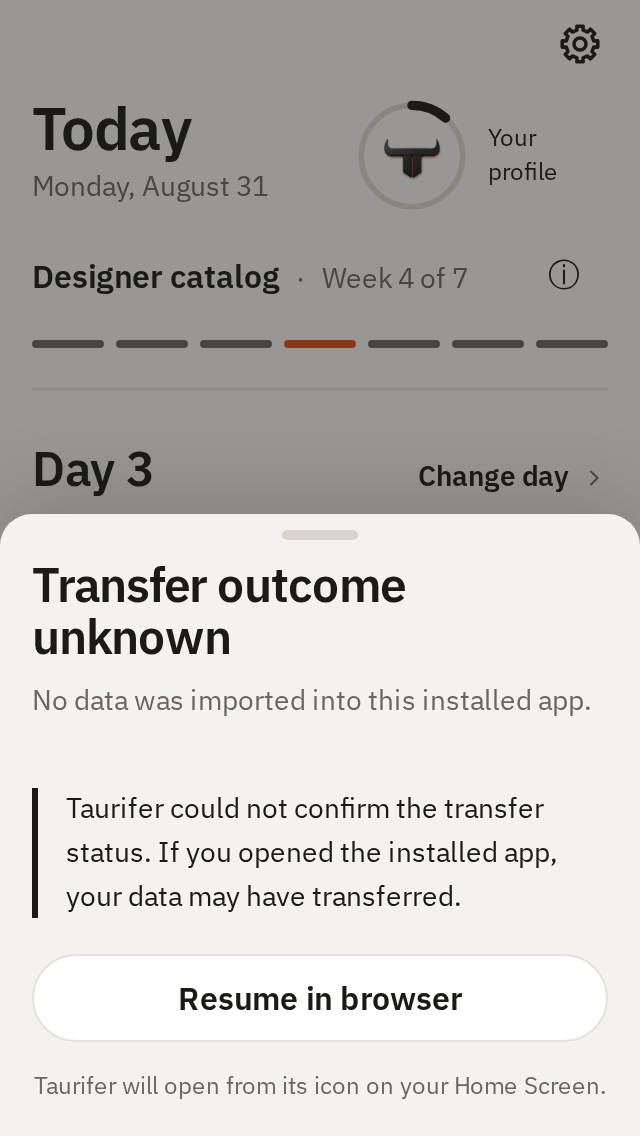 Today
Monday, August 31
Your
profile
Designer catalog · Week 4 of 7
Day 3
Change day
Transfer outcome
unknown
No data was imported into this installed app.
Taurifer could not confirm the transfer
status. If you opened the installed app,
your data may have transferred.
Resume in browser
Taurifer will open from its icon on your Home Screen.